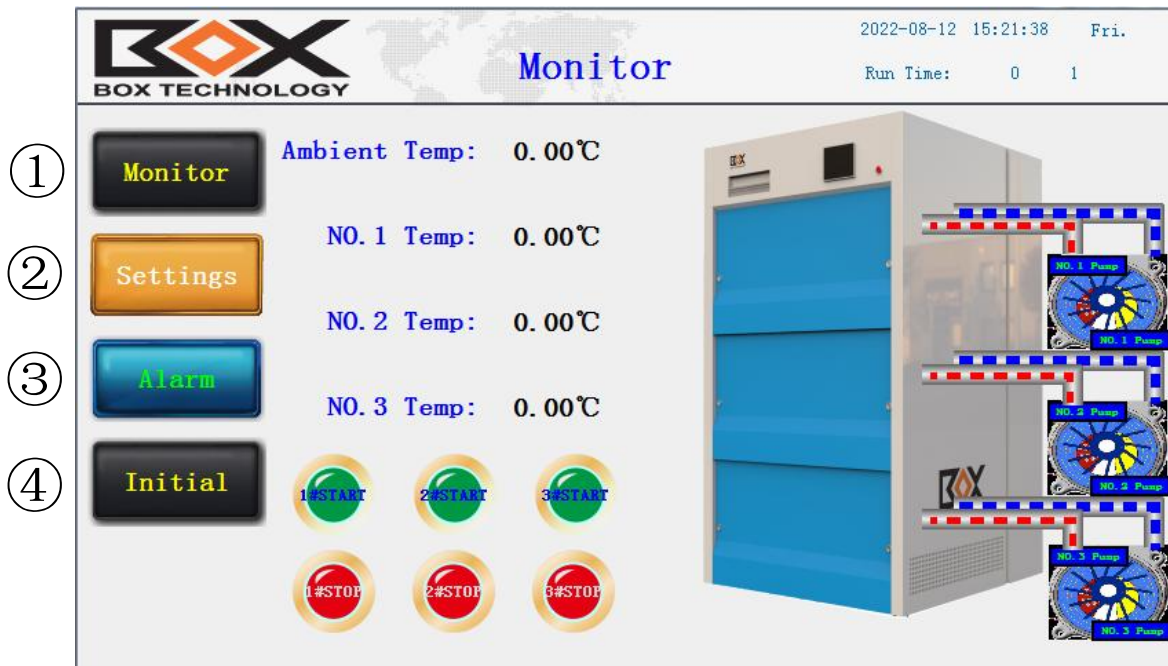 BOX
BOX TECHNOLOGY
Monitor
2022-08-12 15:21:38 Fri.
Run Time: 0 1
① Monitor
② Settings
③ Alarm
④ Initial
Ambient Temp: 0.00℃
NO.1 Temp: 0.00℃
NO.2 Temp: 0.00℃
NO.3 Temp: 0.00℃
1#START 2#START 3#START
1#STOP 2#STOP 3#STOP
BOX
BOX
NO.1 Pump
NO.1 Pump
NO.2 Pump
NO.2 Pump
NO.3 Pump
NO.3 Pump